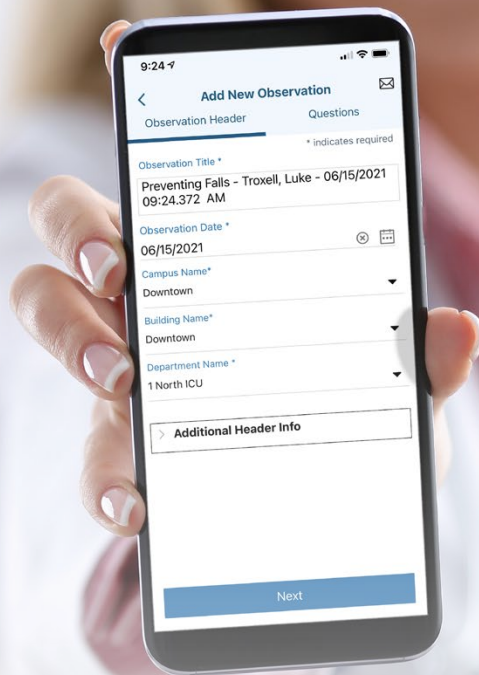 9:24
Add New Observation
Observation Header
Questions
* indicates required
Observation Title *
Preventing Falls - Troxell, Luke - 06/15/2021
09:24.372 AM
Observation Date *
06/15/2021
Campus Name*
Downtown
Building Name*
Downtown
Department Name *
1 North ICU
Additional Header Info
Next